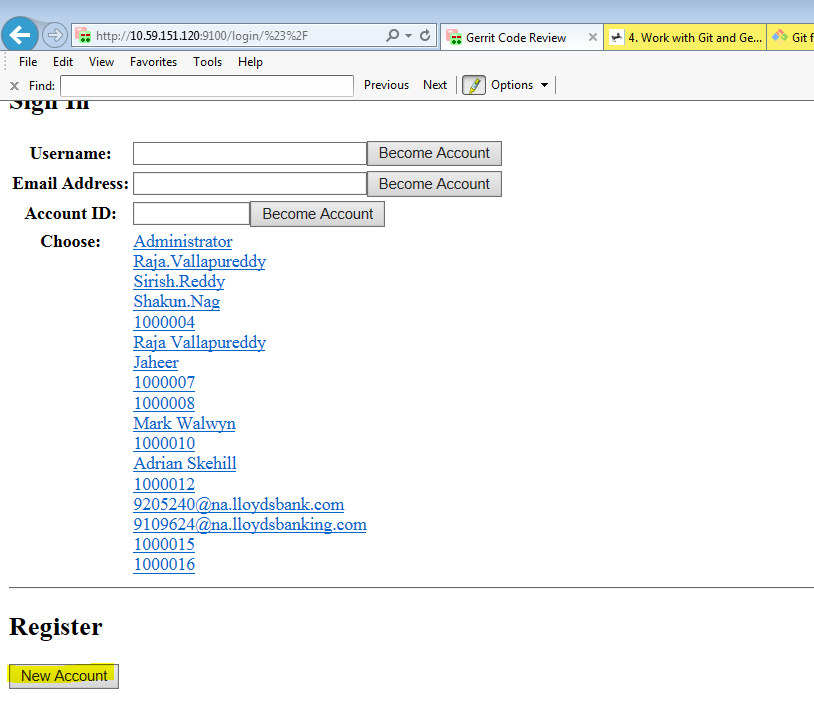 http://10.59.151.120:9100/login/%23%2F
Gerrit Code Review
4. Work with Git and Ge...
Git f
File Edit View Favorites Tools Help
x Find: Previous Next Options
Sign In
Username: Become Account
Email Address: Become Account
Account ID: Become Account
Choose: Administrator
Raja.Vallapureddy
Sirish.Reddy
Shakun.Nag
1000004
Raja Vallapureddy
Jaheer
1000007
1000008
Mark Walwyn
1000010
Adrian Skehill
1000012
9205240@na.lloydsbank.com
9109624@na.lloydsbanking.com
1000015
1000016
Register
New Account